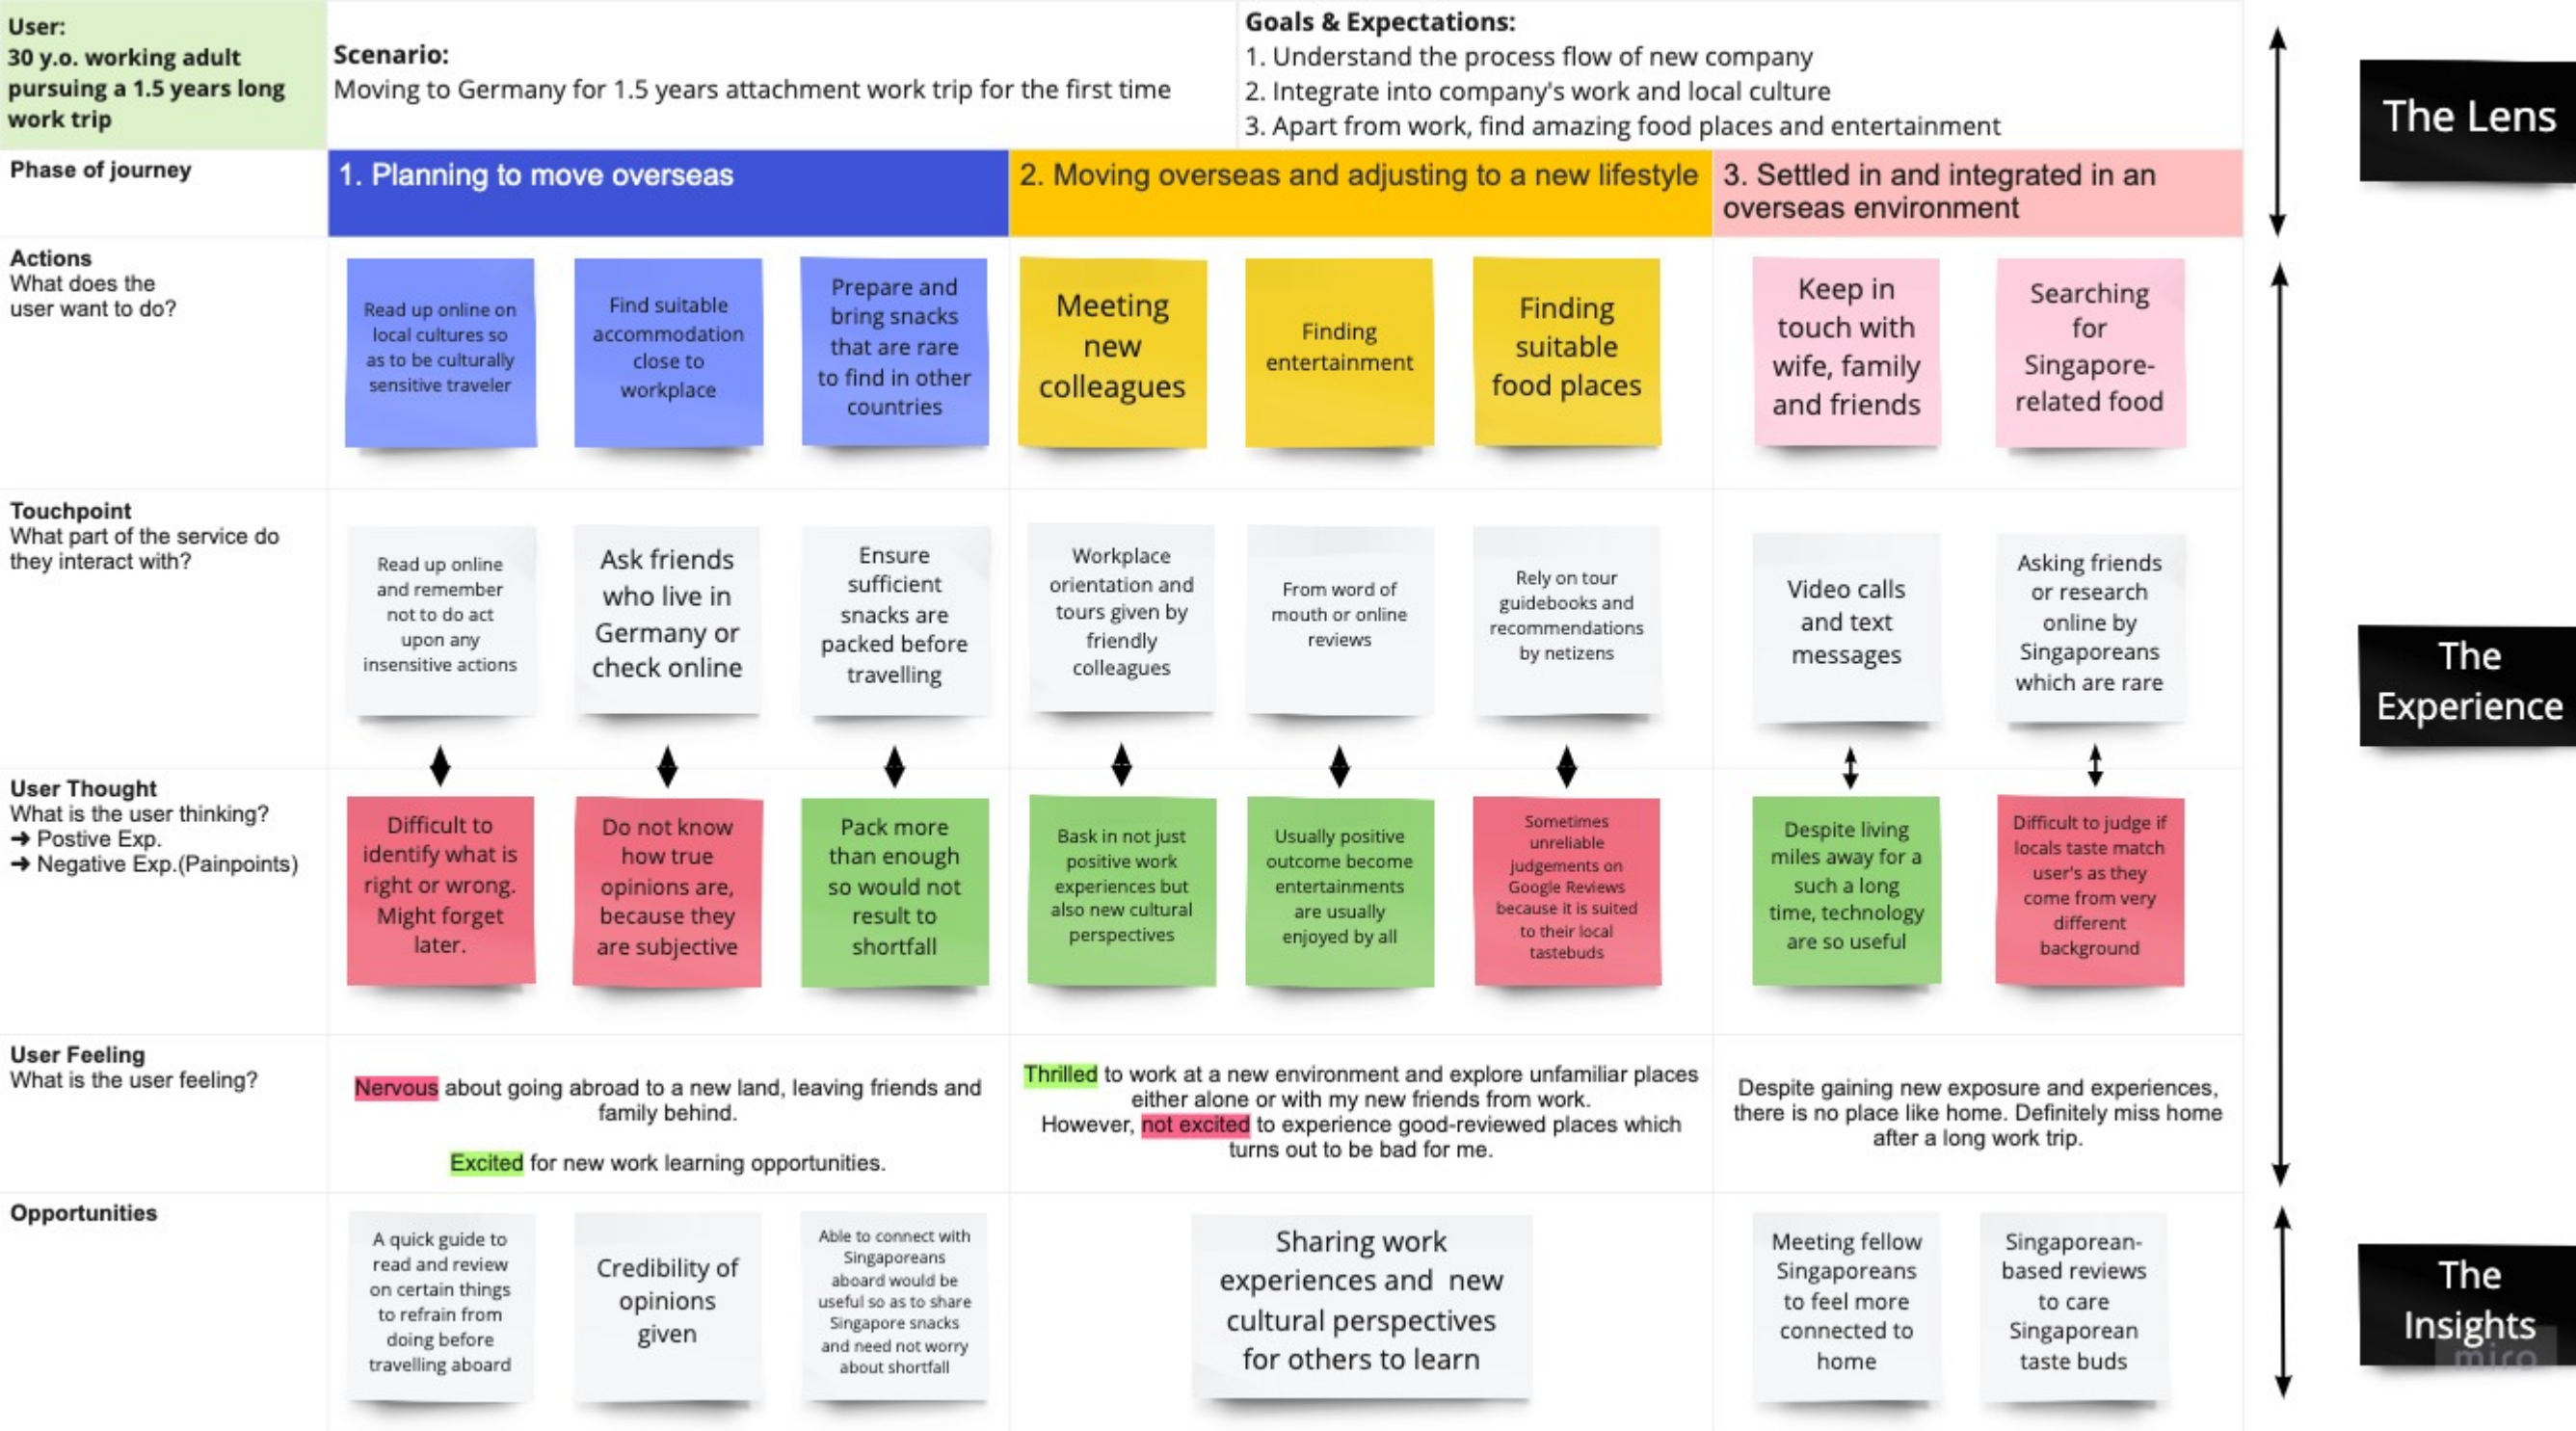 User:
30 y.o. working adult
pursuing a 1.5 years long
work trip
Scenario:
Moving to Germany for 1.5 years attachment work trip for the first time
Goals & Expectations:
1. Understand the process flow of new company
2. Integrate into company's work and local culture
3. Apart from work, find amazing food places and entertainment
The Lens
Phase of journey
1. Planning to move overseas
2. Moving overseas and adjusting to a new lifestyle
3. Settled in and integrated in an
overseas environment
Actions
What does the
user want to do?
Read up online on
local cultures so
as to be culturally
sensitive traveler
Find suitable
accommodation
close to
workplace
Prepare and
bring snacks
that are rare
to find in other
countries
Meeting
new
colleagues
Finding
entertainment
Finding
suitable
food places
Keep in
touch with
wife, family
and friends
Searching
for
Singapore-
related food
Touchpoint
What part of the service do
they interact with?
Read up online
and remember
not to do act
upon any
insensitive actions
Ask friends
who live in
Germany or
check online
Ensure
sufficient
snacks are
packed before
travelling
Workplace
orientation and
tours given by
friendly
colleagues
From word of
mouth or online
reviews
Rely on tour
guidebooks and
recommendations
by netizens
Video calls
and text
messages
Asking friends
or research
online by
Singaporeans
which are rare
The
Experience
User Thought
What is the user thinking?
➜ Postive Exp.
➜ Negative Exp.(Painpoints)
Difficult to
identify what is
right or wrong.
Might forget
later.
Do not know
how true
opinions are,
because they
are subjective
Pack more
than enough
so would not
result to
shortfall
Bask in not just
positive work
experiences but
also new cultural
perspectives
Usually positive
outcome become
entertainments
are usually
enjoyed by all
Sometimes
unreliable
judgements on
Google Reviews
because it is suited
to their local
tastebuds
Despite living
miles away for a
such a long
time, technology
are so useful
Difficult to judge if
locals taste match
user's as they
come from very
different
background
User Feeling
What is the user feeling?
Nervous about going abroad to a new land, leaving friends and
family behind.
Excited for new work learning opportunities.
Thrilled to work at a new environment and explore unfamiliar places
either alone or with my new friends from work.
However, not excited to experience good-reviewed places which
turns out to be bad for me.
Despite gaining new exposure and experiences,
there is no place like home. Definitely miss home
after a long work trip.
Opportunities
A quick guide to
read and review
on certain things
to refrain from
doing before
travelling aboard
Credibility of
opinions
given
Able to connect with
Singaporeans
aboard would be
useful so as to share
Singapore snacks
and need not worry
about shortfall
Sharing work
experiences and new
cultural perspectives
for others to learn
Meeting fellow
Singaporeans
to feel more
connected to
home
Singaporean-
based reviews
to care
Singaporean
taste buds
The
Insights
miro